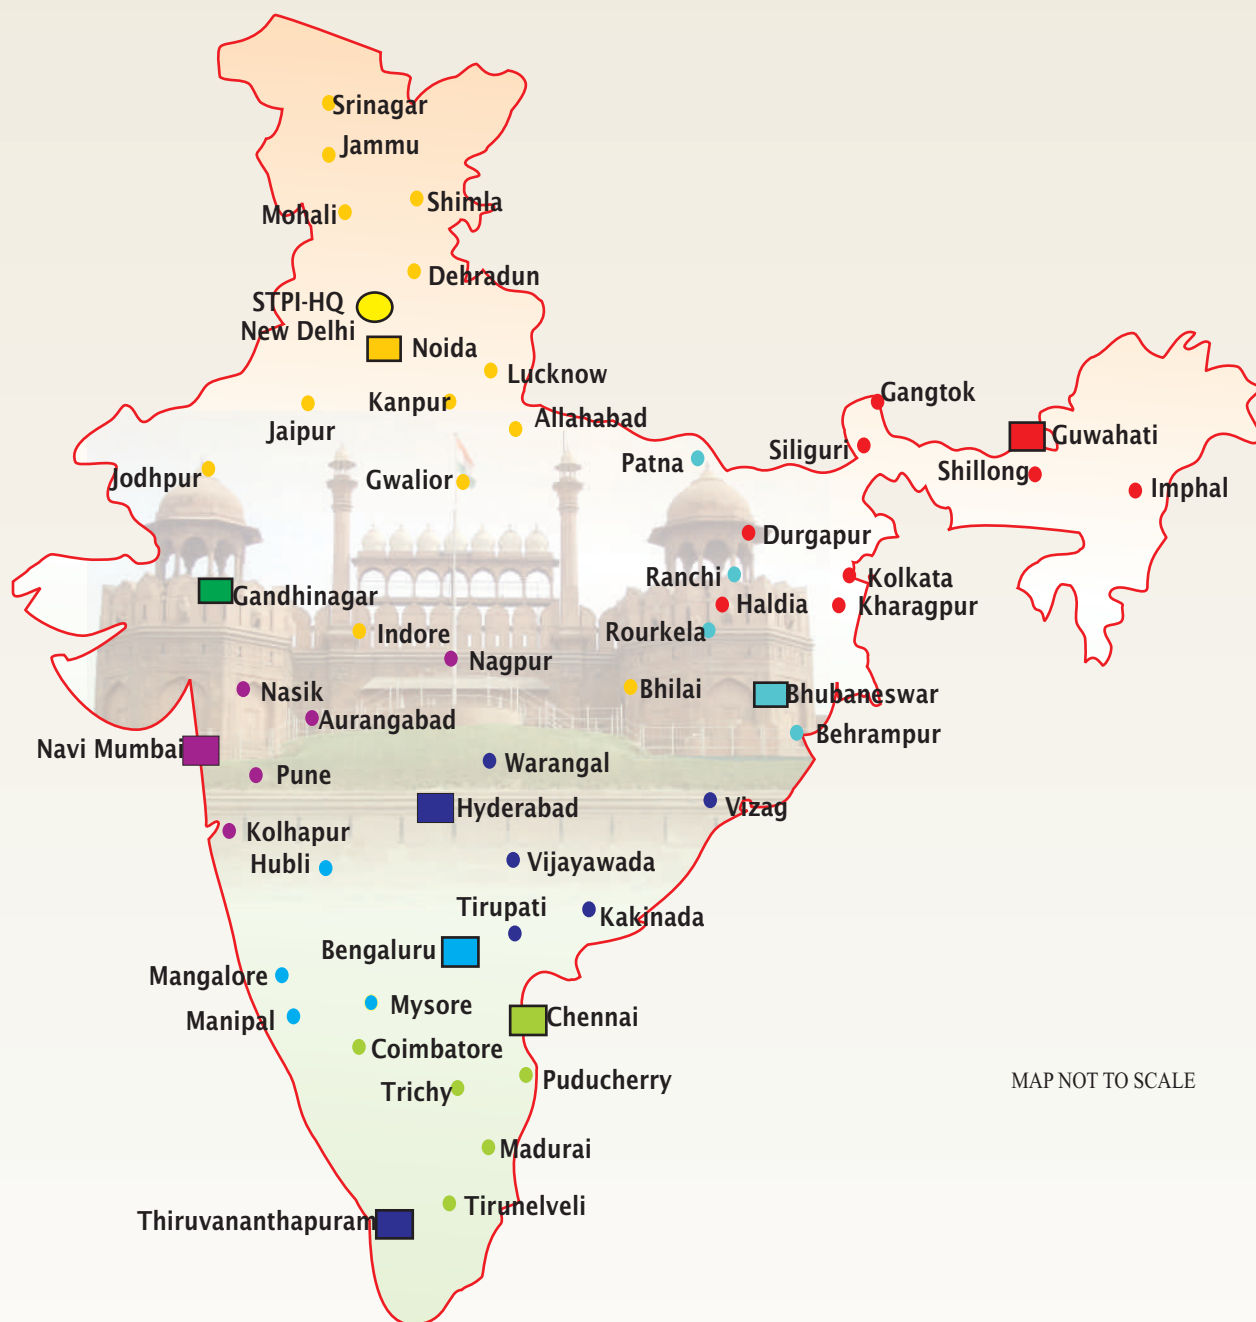 Srinagar
Jammu
Shimla
Mohali
Dehradun
STPI-HQ
New Delhi
Noida
Lucknow
Kanpur
Gangtok
Allahabad
Jaipur
Guwahati
Siliguri
Patna
Shillong
Jodhpur
Gwalior
Imphal
Durgapur
Ranchi
Kolkata
Gandhinagar
Haldia
Kharagpur
Indore
Rourkela
Nagpur
Nasik
Bhilai
Bhubaneswar
Aurangabad
Behrampur
Navi Mumbai
Warangal
Pune
Hyderabad
Vizag
Kolhapur
Hubli
Vijayawada
Tirupati
Kakinada
Bengaluru
Mangalore
Mysore
Manipal
Chennai
Coimbatore
Puducherry
MAP NOT TO SCALE
Trichy
Madurai
Tirunelveli
Thiruvananthapuram